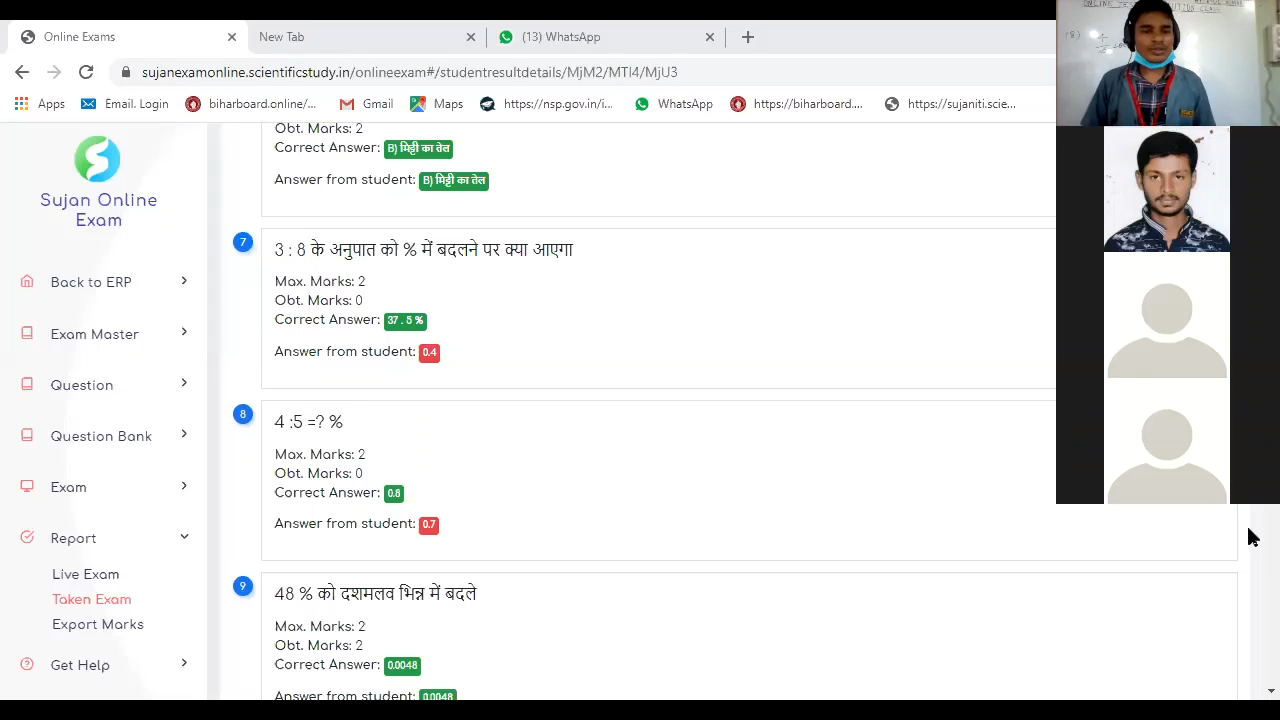 Online Exams
New Tab
(13) WhatsApp
sujanexamonline.scientificstudy.in/onlineexam#/studentresultdetails/MjM2/MTI4/MjU3
Apps
Email. Login
biharboard.online/...
Gmail
Maps
https://nsp.gov.in/i...
WhatsApp
https://biharboard....
https://sujaniti.scie...
Sujan Online
Exam
Back to ERP
Exam Master
Question
Question Bank
Exam
Report
Live Exam
Taken Exam
Export Marks
Get Help
Obt. Marks: 2
Correct Answer: B) मिट्टी का तेल
Answer from student: B) मिट्टी का तेल
7
3 : 8 के अनुपात को % में बदलने पर क्या आएगा
Max. Marks: 2
Obt. Marks: 0
Correct Answer: 37 . 5 %
Answer from student: 0.4
8
4 :5 =? %
Max. Marks: 2
Obt. Marks: 0
Correct Answer: 0.8
Answer from student: 0.7
9
48 % को दशमलव भिन्न में बदले
Max. Marks: 2
Obt. Marks: 2
Correct Answer: 0.0048
Answer from student: 0.0048